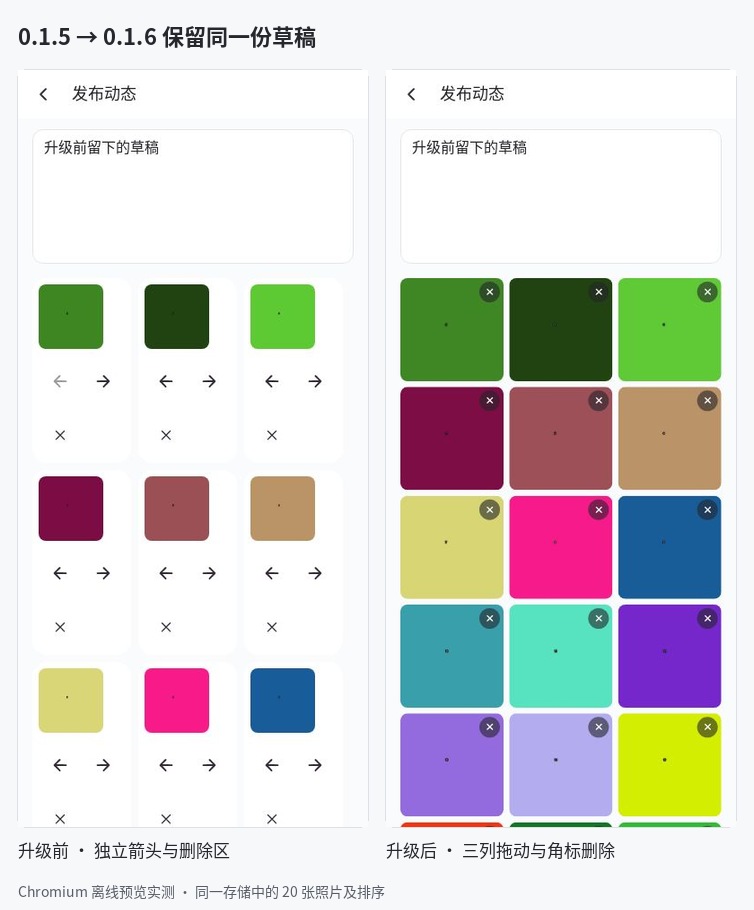 0.1.5 → 0.1.6 保留同一份草稿
发布动态
升级前留下的草稿
发布动态
升级前留下的草稿
升级前 · 独立箭头与删除区
升级后 · 三列拖动与角标删除
Chromium 离线预览实测 · 同一存储中的 20 张照片及排序